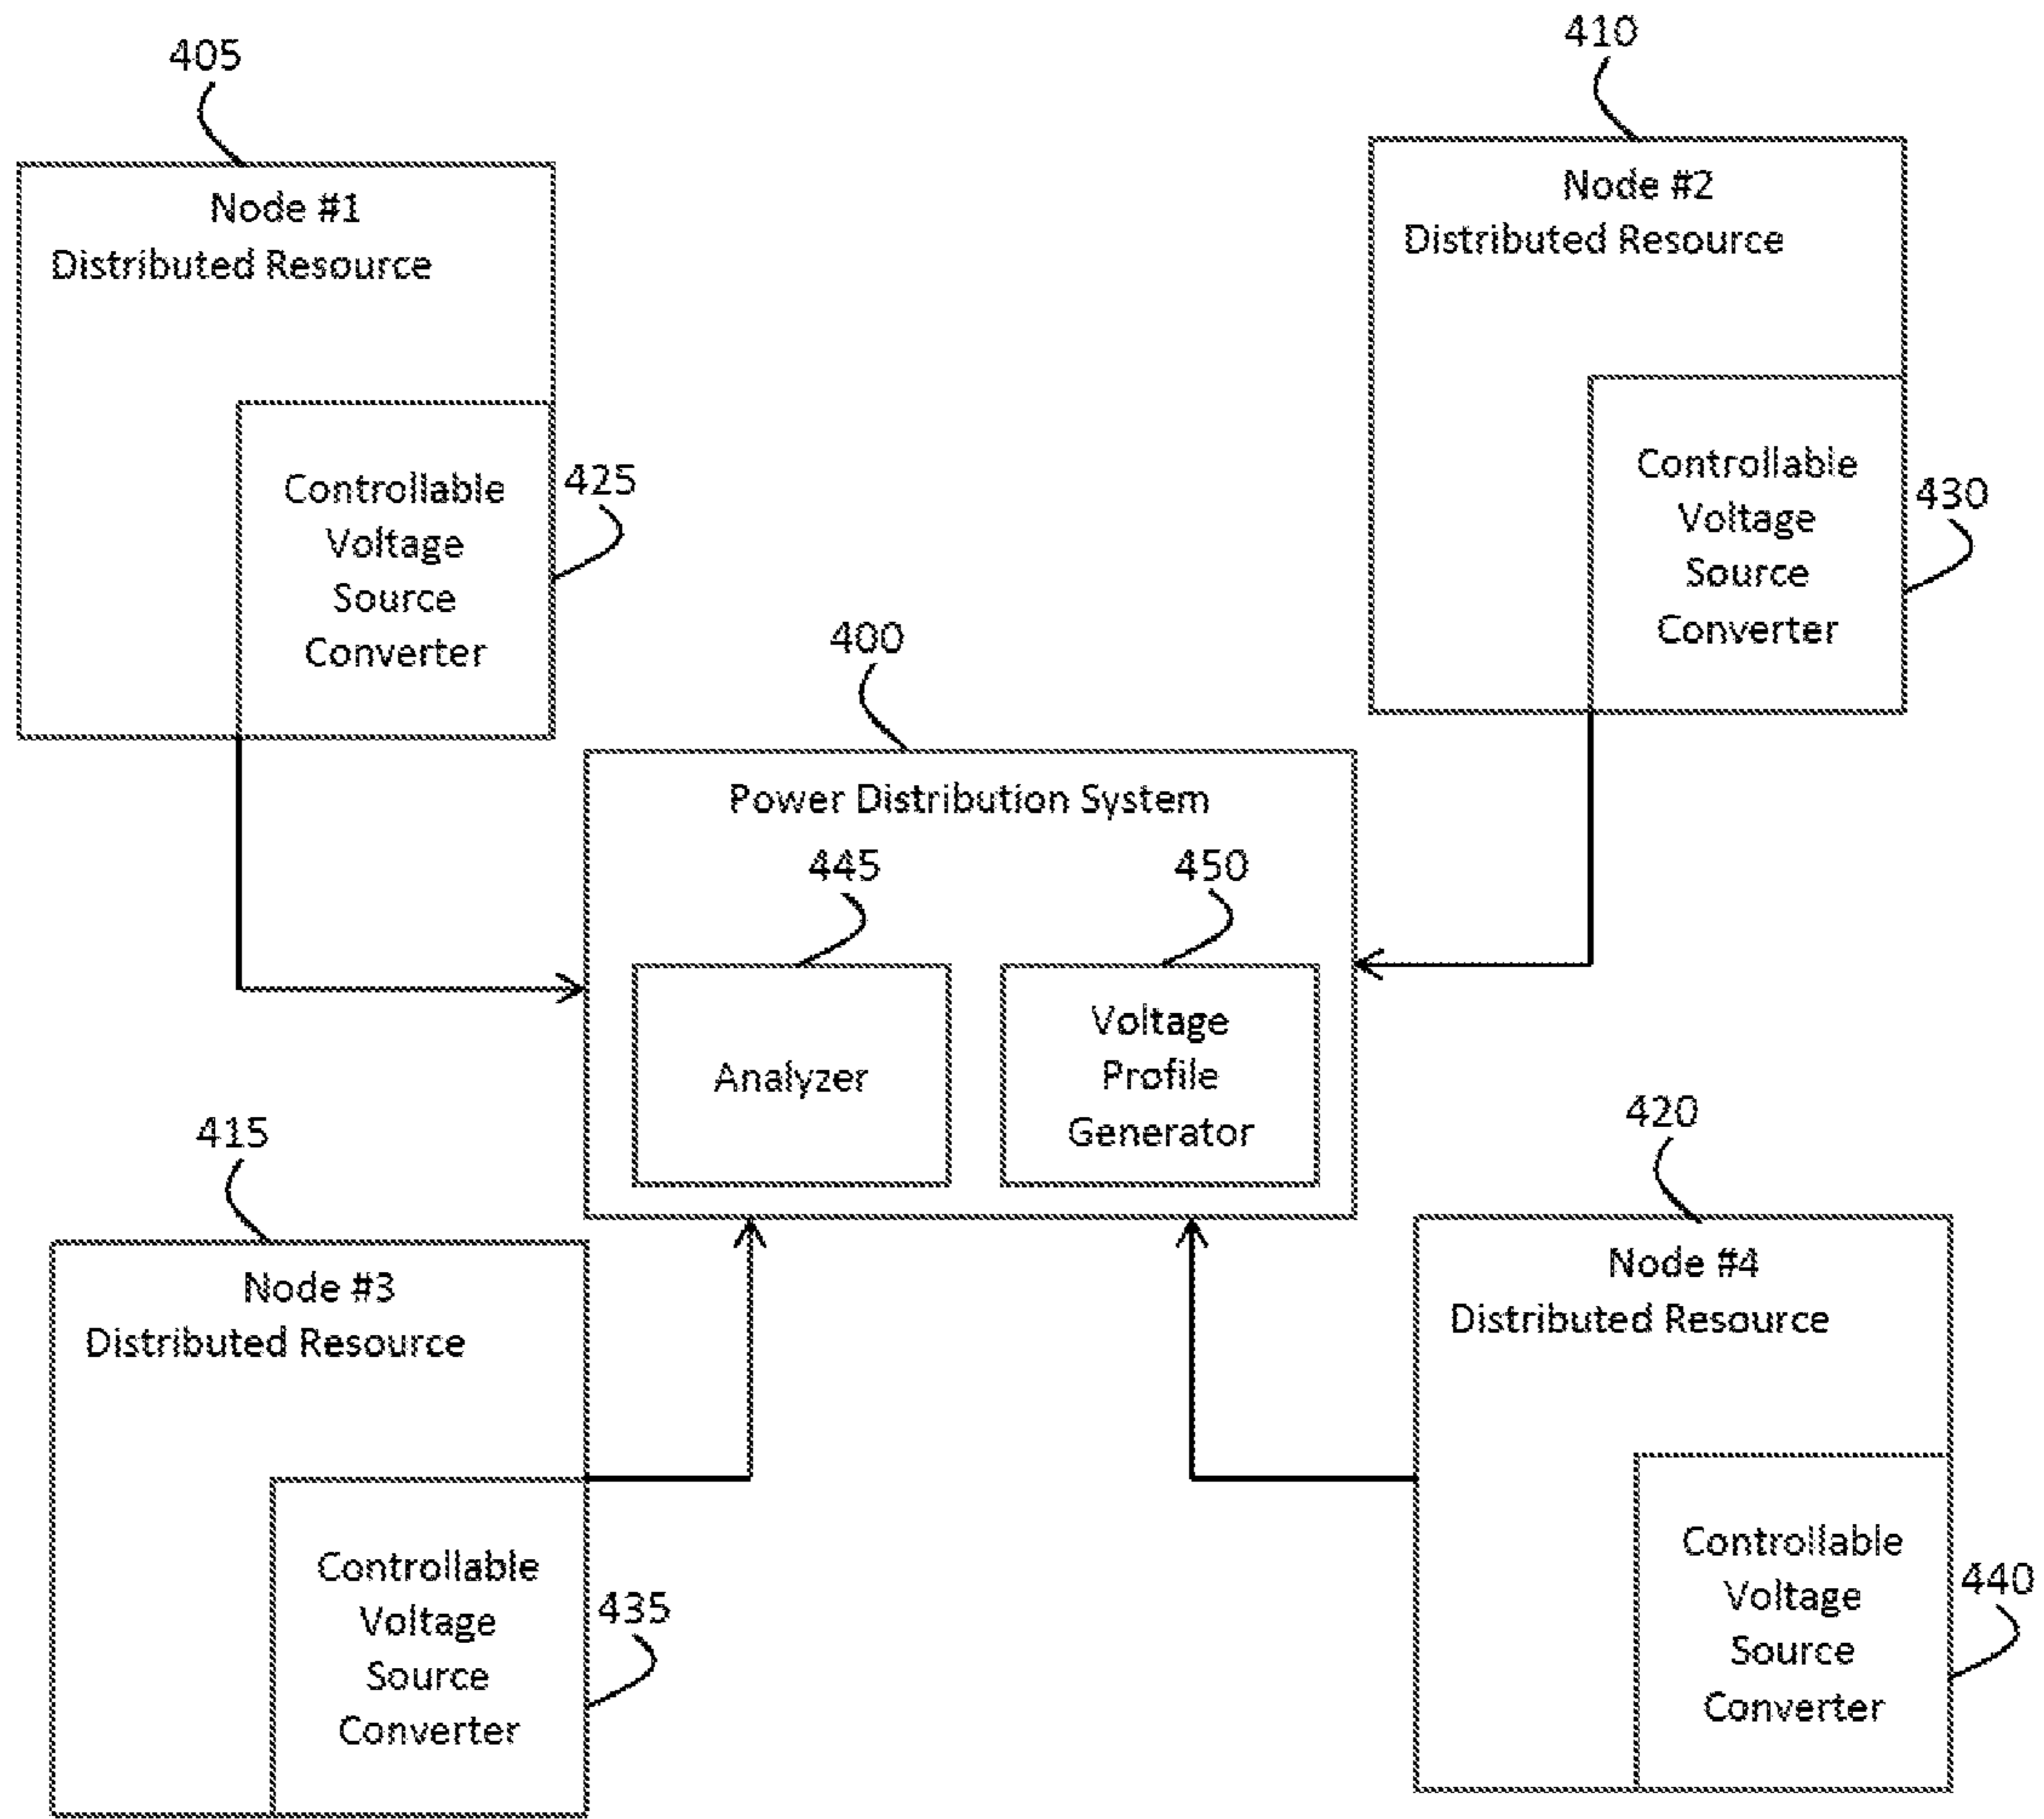 405
Node #1
Distributed Resource
Controllable
Voltage
Source
Converter
425
410
Node #2
Distributed Resource
Controllable
Voltage
Source
Converter
430
400
Power Distribution System
445
Analyzer
450
Voltage
Profile
Generator
415
Node #3
Distributed Resource
Controllable
Voltage
Source
Converter
435
420
Node #4
Distributed Resource
Controllable
Voltage
Source
Converter
440